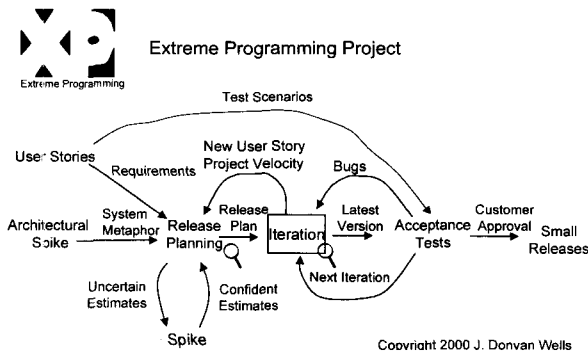 XP
Extreme Programming
Extreme Programming Project
Test Scenarios
User Stories
Requirements
New User Story
Project Velocity
Bugs
Architectural
Spike
System
Metaphor
Release
Planning
Release
Plan
Iteration
Latest
Version
Acceptance
Tests
Customer
Approval
Small
Releases
Next Iteration
Uncertain
Estimates
Confident
Estimates
Spike
Copyright 2000 J. Donvan Wells